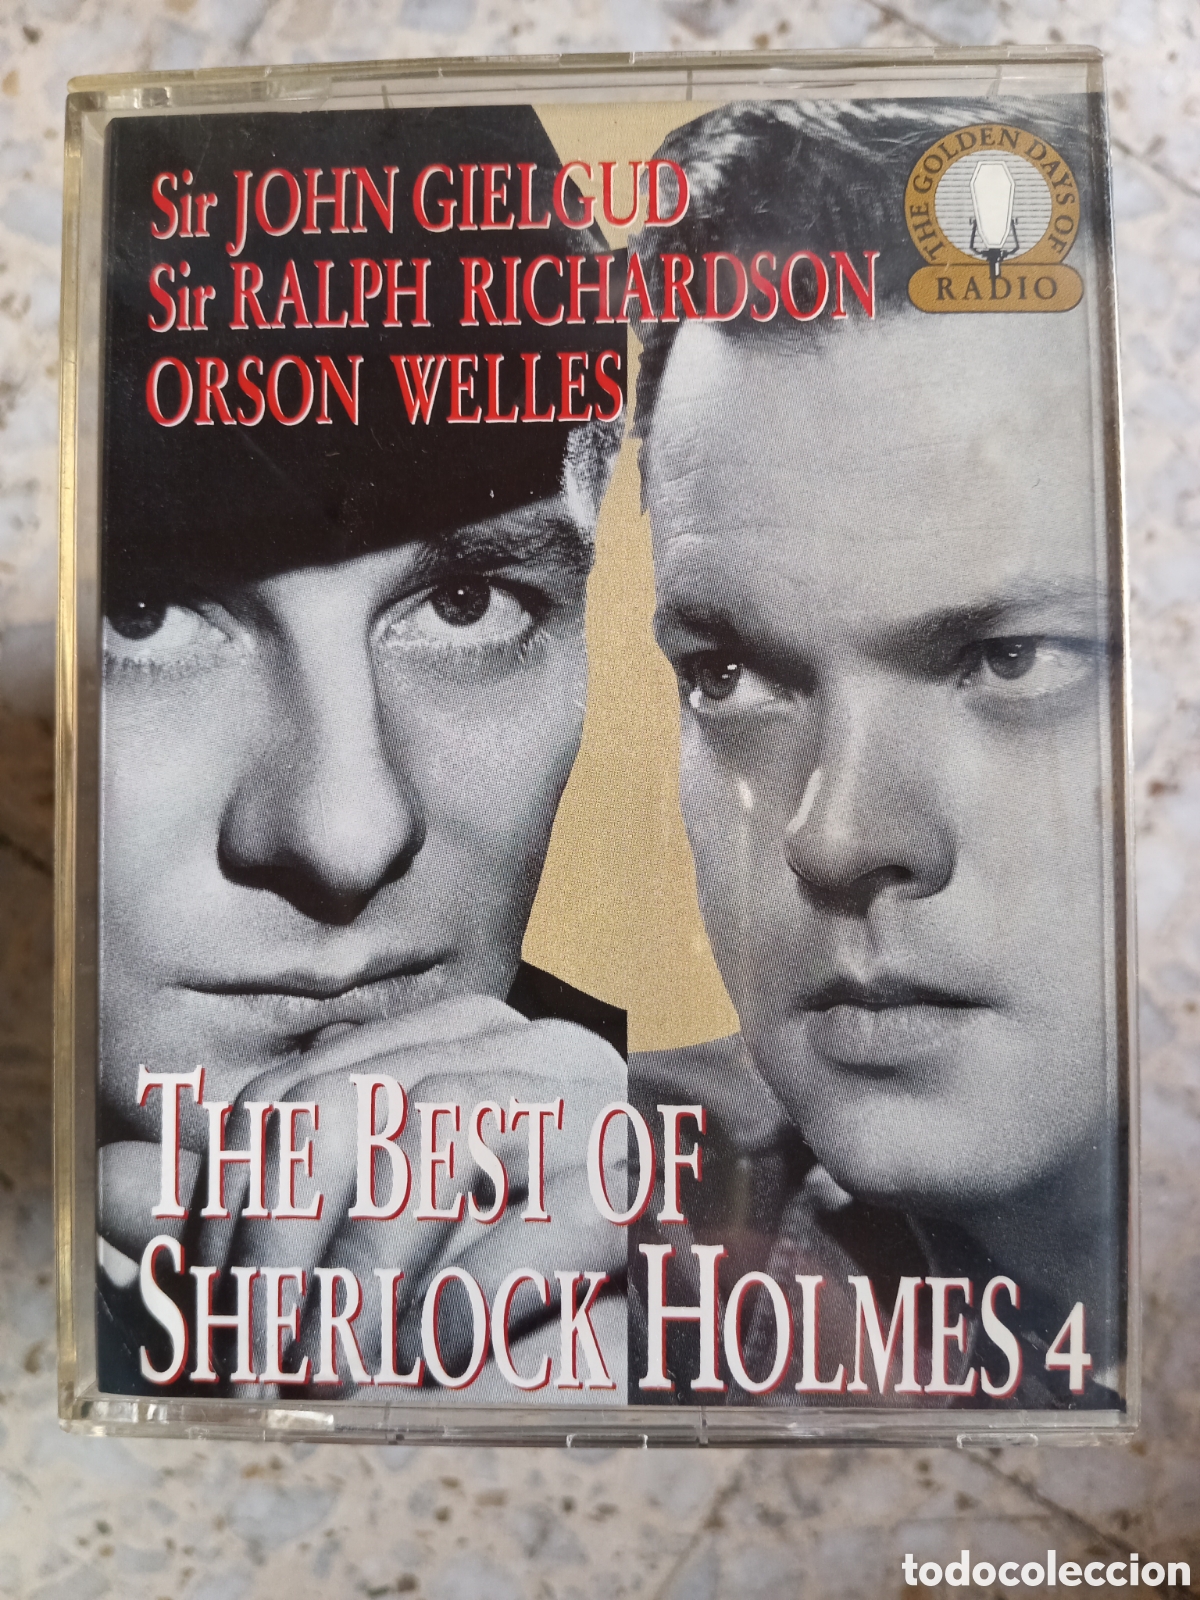 Sir JOHN GIELGUD
Sir RALPH RICHARDSON
ORSON WELLES
THE GOLDEN DAYS OF
RADIO
THE BEST OF
SHERLOCK HOLMES 4
todocoleccion